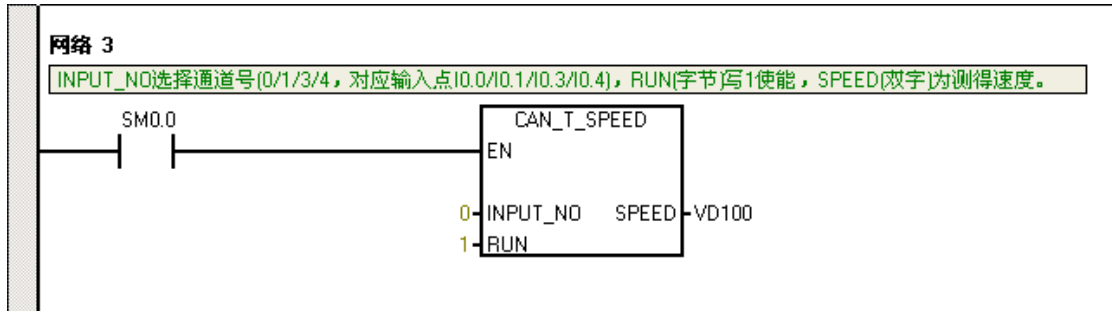 网络 3
INPUT_NO选择通道号(0/1/3/4，对应输入点I0.0/I0.1/I0.3/I0.4)，RUN(字节)写1使能，SPEED(双字)为测得速度。
SM0.0
CAN_T_SPEED
EN
0 INPUT_NO SPEED VD100
1 RUN